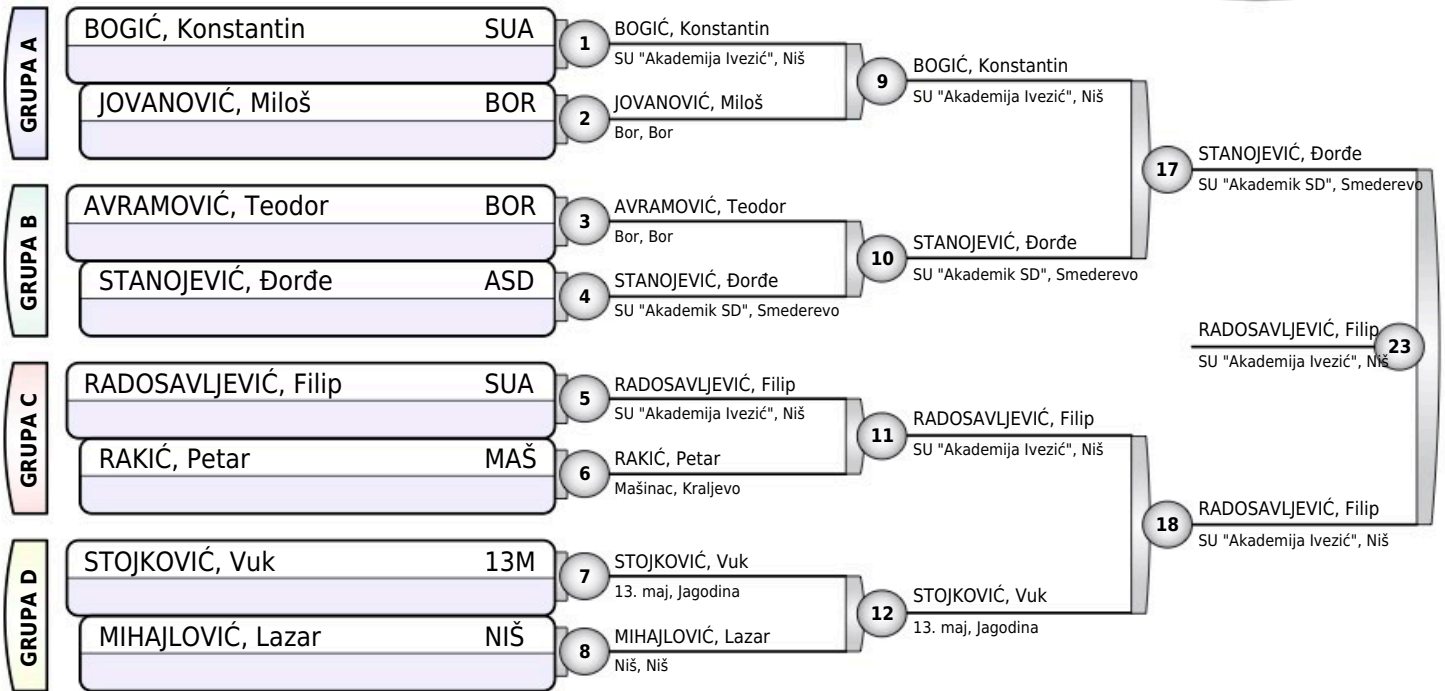 GRUPA A
BOGIĆ, Konstantin SUA
1
BOGIĆ, Konstantin
SU "Akademija Ivezić", Niš
JOVANOVIĆ, Miloš BOR
2
JOVANOVIĆ, Miloš
Bor, Bor
9
BOGIĆ, Konstantin
SU "Akademija Ivezić", Niš
GRUPA B
AVRAMOVIĆ, Teodor BOR
3
AVRAMOVIĆ, Teodor
Bor, Bor
STANOJEVIĆ, Đorđe ASD
4
STANOJEVIĆ, Đorđe
SU "Akademik SD", Smederevo
10
STANOJEVIĆ, Đorđe
SU "Akademik SD", Smederevo
17
STANOJEVIĆ, Đorđe
SU "Akademik SD", Smederevo
RADOSAVLJEVIĆ, Filip
SU "Akademija Ivezić", Niš
23
GRUPA C
RADOSAVLJEVIĆ, Filip SUA
5
RADOSAVLJEVIĆ, Filip
SU "Akademija Ivezić", Niš
RAKIĆ, Petar MAŠ
6
RAKIĆ, Petar
Mašinac, Kraljevo
11
RADOSAVLJEVIĆ, Filip
SU "Akademija Ivezić", Niš
GRUPA D
STOJKOVIĆ, Vuk 13M
7
STOJKOVIĆ, Vuk
13. maj, Jagodina
MIHAJLOVIĆ, Lazar NIŠ
8
MIHAJLOVIĆ, Lazar
Niš, Niš
12
STOJKOVIĆ, Vuk
13. maj, Jagodina
18
RADOSAVLJEVIĆ, Filip
SU "Akademija Ivezić", Niš